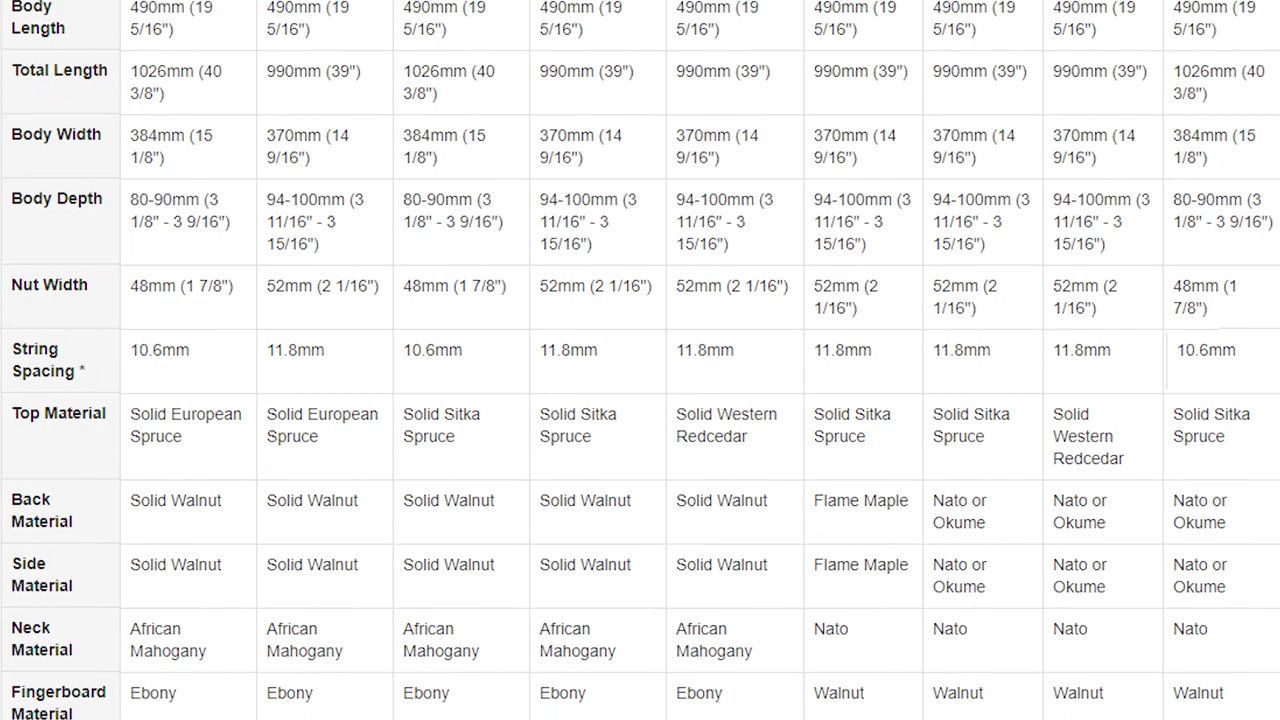 Body Length 490mm (19 5/16") 490mm (19 5/16") 490mm (19 5/16") 490mm (19 5/16") 490mm (19 5/16") 490mm (19 5/16") 490mm (19 5/16") 490mm (19 5/16") 490mm (19 5/16")
Total Length 1026mm (40 3/8") 990mm (39") 1026mm (40 3/8") 990mm (39") 990mm (39") 990mm (39") 990mm (39") 990mm (39") 1026mm (40 3/8")
Body Width 384mm (15 1/8") 370mm (14 9/16") 384mm (15 1/8") 370mm (14 9/16") 370mm (14 9/16") 370mm (14 9/16") 370mm (14 9/16") 370mm (14 9/16") 384mm (15 1/8")
Body Depth 80-90mm (3 1/8" - 3 9/16") 94-100mm (3 11/16" - 3 15/16") 80-90mm (3 1/8" - 3 9/16") 94-100mm (3 11/16" - 3 15/16") 94-100mm (3 11/16" - 3 15/16") 94-100mm (3 11/16" - 3 15/16") 94-100mm (3 11/16" - 3 15/16") 94-100mm (3 11/16" - 3 15/16") 80-90mm (3 1/8" - 3 9/16")
Nut Width 48mm (1 7/8") 52mm (2 1/16") 48mm (1 7/8") 52mm (2 1/16") 52mm (2 1/16") 52mm (2 1/16") 52mm (2 1/16") 52mm (2 1/16") 48mm (1 7/8")
String Spacing * 10.6mm 11.8mm 10.6mm 11.8mm 11.8mm 11.8mm 11.8mm 11.8mm 10.6mm
Top Material Solid European Spruce Solid European Spruce Solid Sitka Spruce Solid Sitka Spruce Solid Western Redcedar Solid Sitka Spruce Solid Sitka Spruce Solid Western Redcedar Solid Sitka Spruce
Back Material Solid Walnut Solid Walnut Solid Walnut Solid Walnut Solid Walnut Flame Maple Nato or Okume Nato or Okume Nato or Okume
Side Material Solid Walnut Solid Walnut Solid Walnut Solid Walnut Solid Walnut Flame Maple Nato or Okume Nato or Okume Nato or Okume
Neck Material African Mahogany African Mahogany African Mahogany African Mahogany African Mahogany Nato Nato Nato Nato
Fingerboard Material Ebony Ebony Ebony Ebony Ebony Walnut Walnut Walnut Walnut